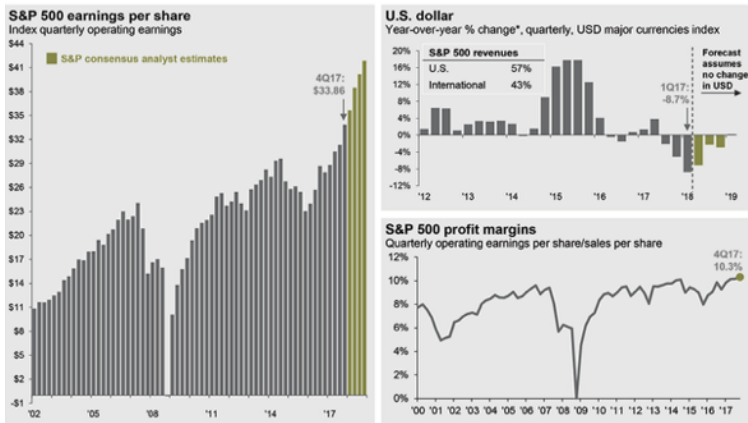 S&P 500 earnings per share
Index quarterly operating earnings
$44
$41
$38
$35
$32
$29
$26
$23
$20
$17
$14
$11
$8
$5
$2
-$1
S&P consensus analyst estimates
4Q17:
$33.86
'02
'05
'08
'11
'14
'17
U.S. dollar
Year-over-year % change*, quarterly, USD major currencies index
20%
16%
12%
8%
4%
0%
-4%
-8%
-12%
S&P 500 revenues
U.S. 57%
International 43%
1Q17:
-8.7%
Forecast
assumes
no change
in USD
'12 '13 '14 '15 '16 '17 '18 '19
S&P 500 profit margins
Quarterly operating earnings per share/sales per share
4Q17:
10.3%
12%
10%
8%
6%
4%
2%
0%
'00 '01 '02 '03 '04 '05 '06 '07 '08 '09 '10 '11 '12 '13 '14 '15 '16 '17